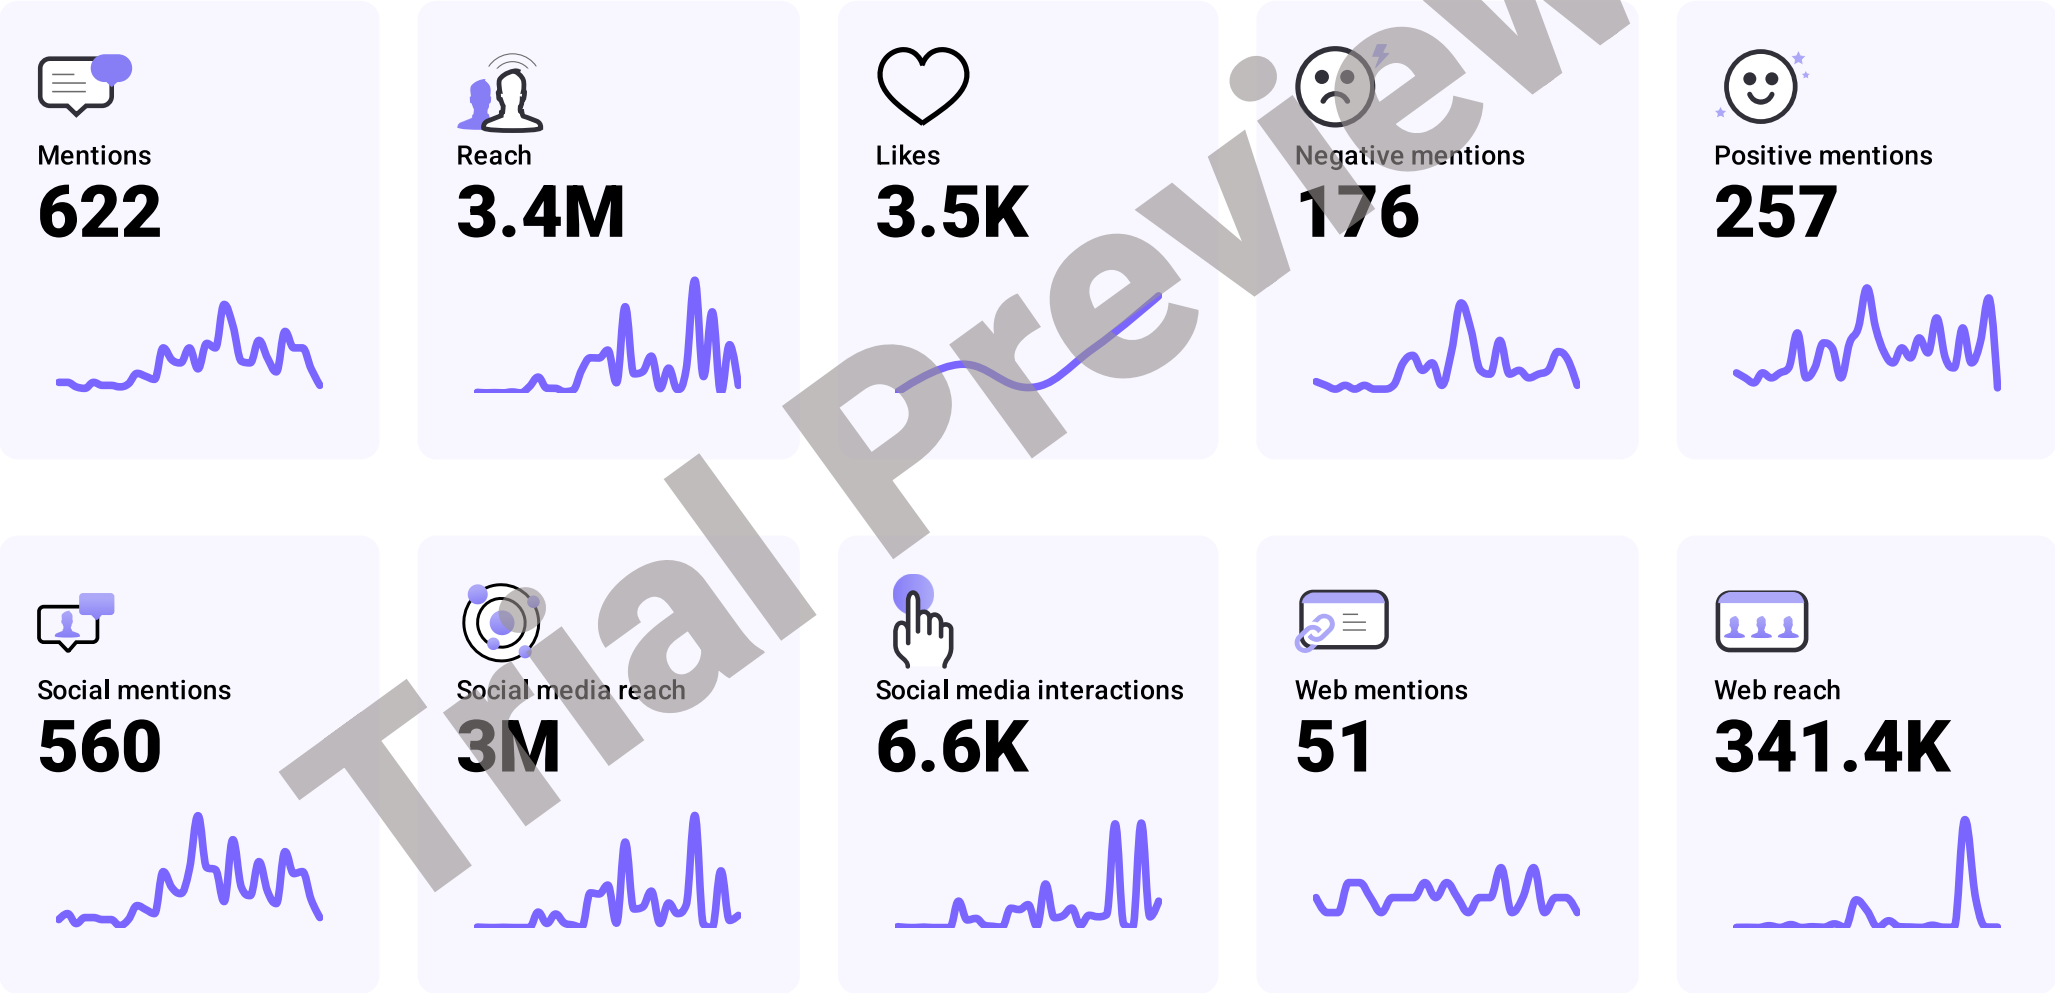 Mentions
622
Reach
3.4M
Likes
3.5K
Negative mentions
176
Positive mentions
257
Social mentions
560
Social media reach
3M
Social media interactions
6.6K
Web mentions
51
Web reach
341.4K
Trial Preview